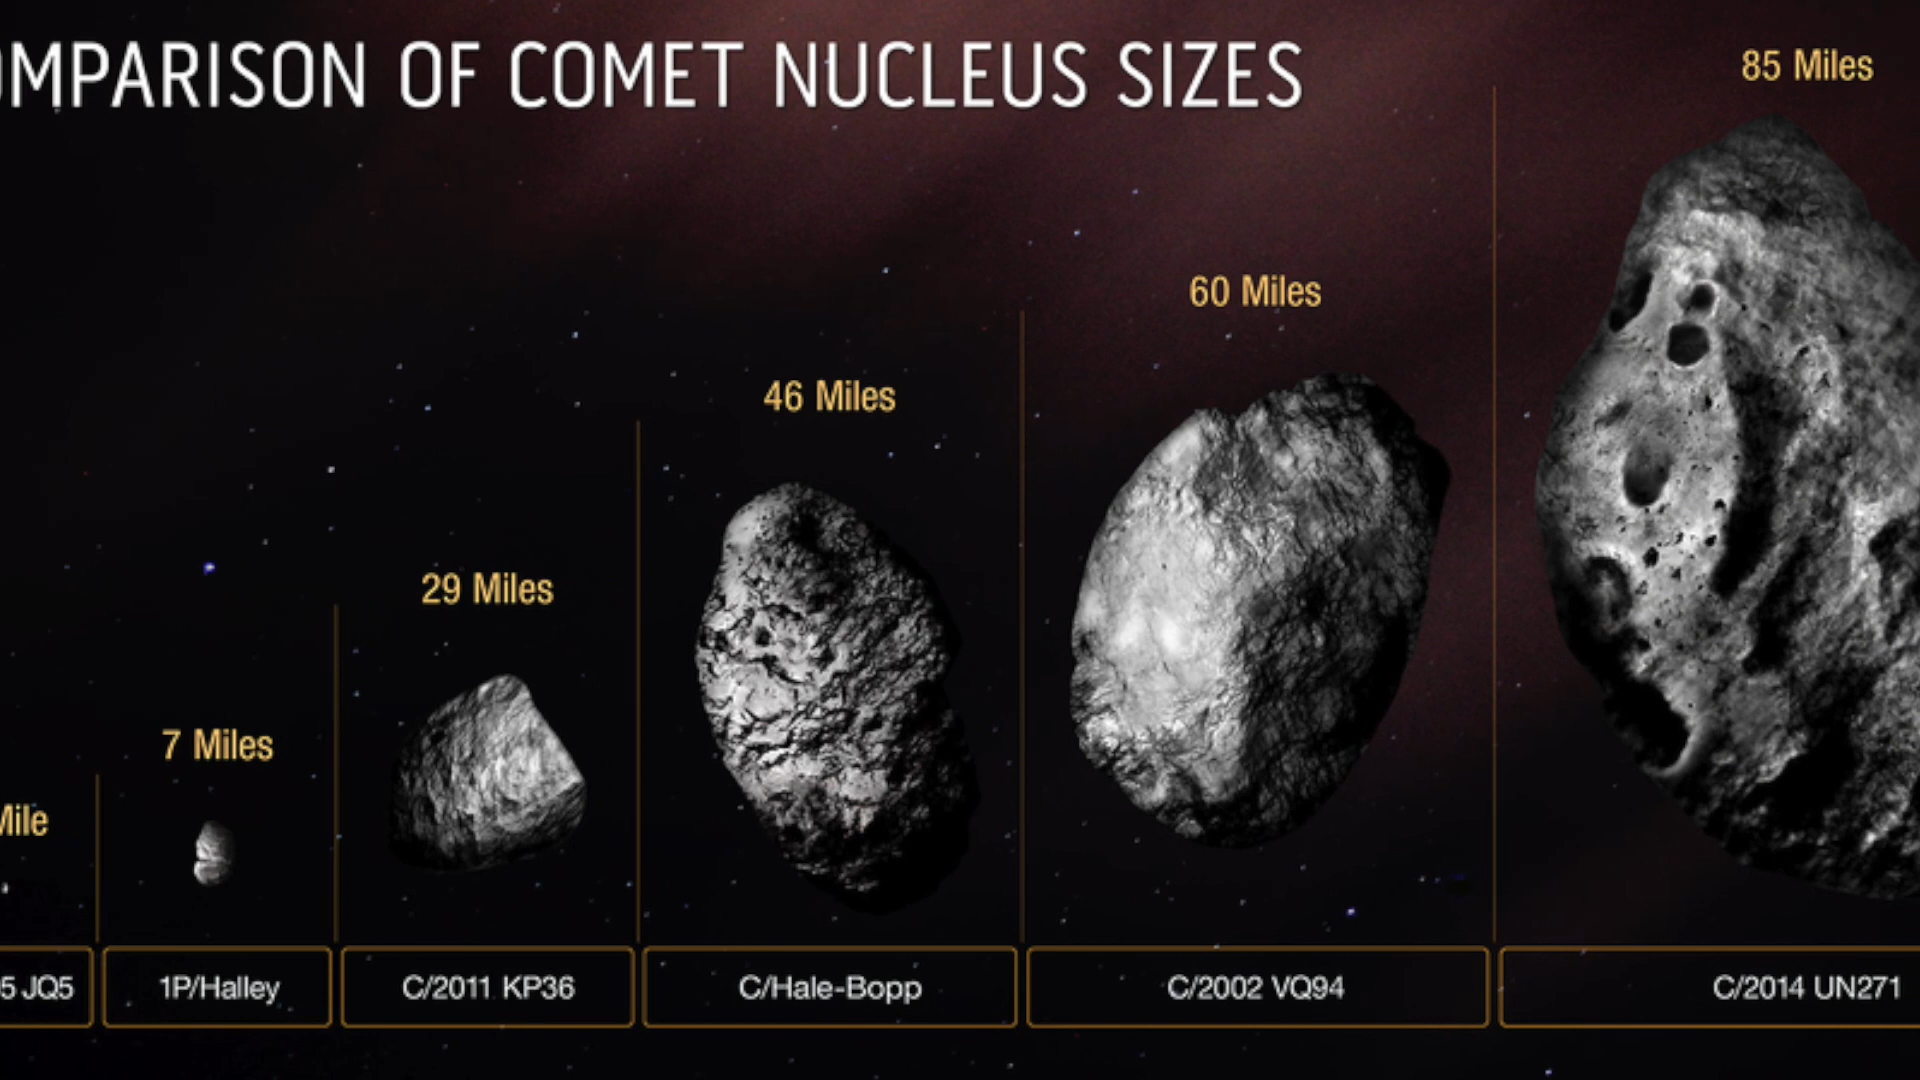 OMPARISON OF COMET NUCLEUS SIZES
85 Miles
60 Miles
46 Miles
29 Miles
7 Miles
Mile
5 JQ5
1P/Halley
C/2011 KP36
C/Hale-Bopp
C/2002 VQ94
C/2014 UN271